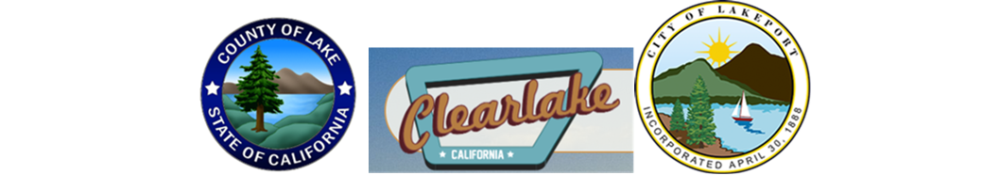 COUNTY OF LAKE
STATE OF CALIFORNIA
Clearlake
CALIFORNIA
CITY OF LAKEPORT
INCORPORATED APRIL 30, 1888